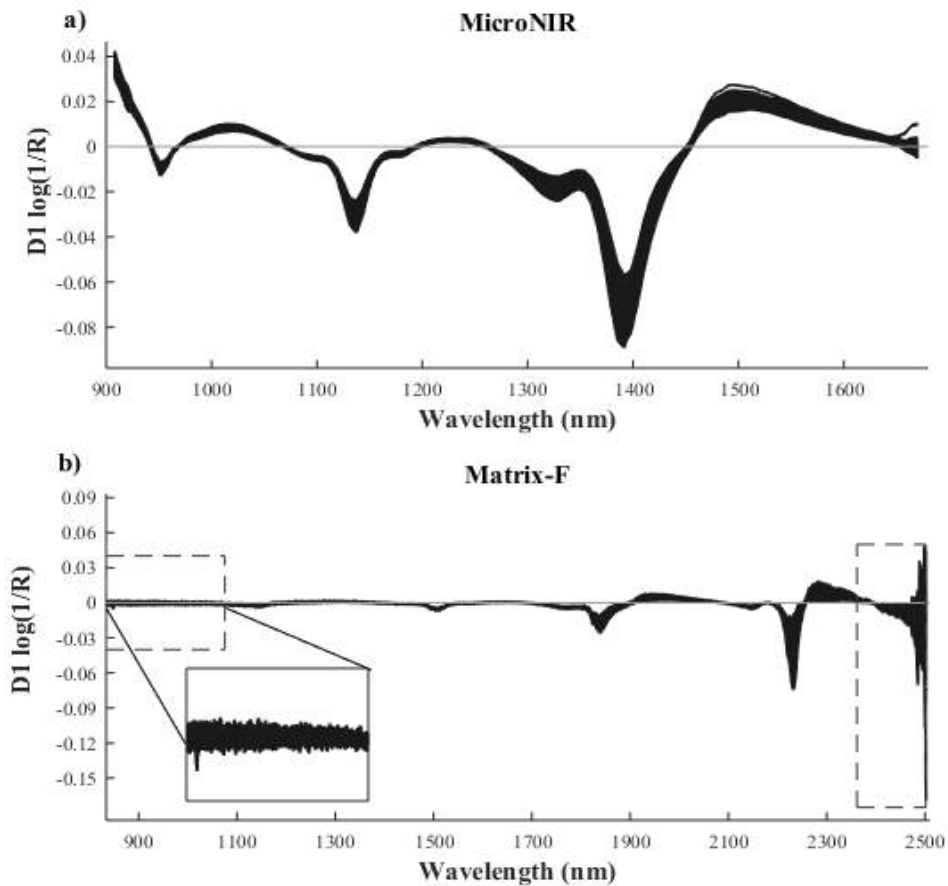 a)
MicroNIR
0.04
0.02
0
-0.02
-0.04
-0.06
-0.08
D1 log(1/R)
900 1000 1100 1200 1300 1400 1500 1600
Wavelength (nm)
b)
Matrix-F
0.09
0.06
0.03
0
-0.03
-0.06
-0.09
-0.12
-0.15
D1 log(1/R)
900 1100 1300 1500 1700 1900 2100 2300 2500
Wavelength (nm)